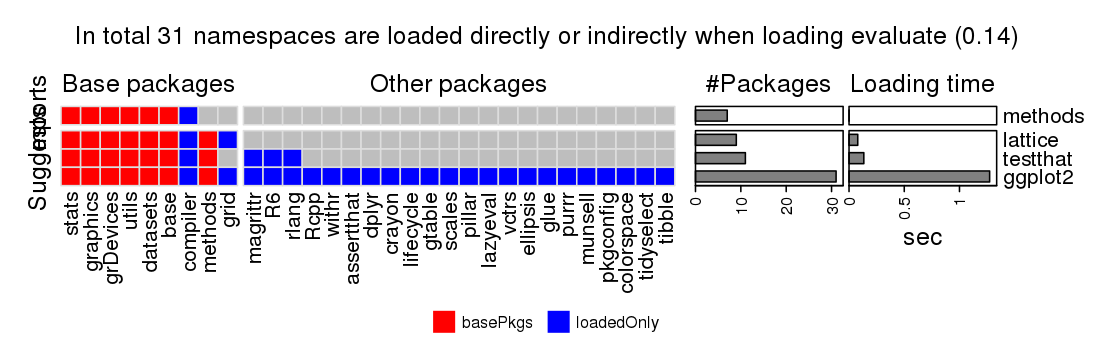 In total 31 namespaces are loaded directly or indirectly when loading evaluate (0.14)
Base packages
Other packages
#Packages
Loading time
Imports
Suggests
methods
lattice
testthat
ggplot2
stats
graphics
grDevices
utils
datasets
base
compiler
methods
grid
magrittr
R6
rlang
Rcpp
withr
assertthat
dplyr
crayon
lifecycle
gtable
scales
pillar
lazyeval
vctrs
ellipsis
glue
purrr
munsell
pkgconfig
colorspace
tidyselect
tibble
0
10
20
30
0
0.5
1
sec
basePkgs
loadedOnly